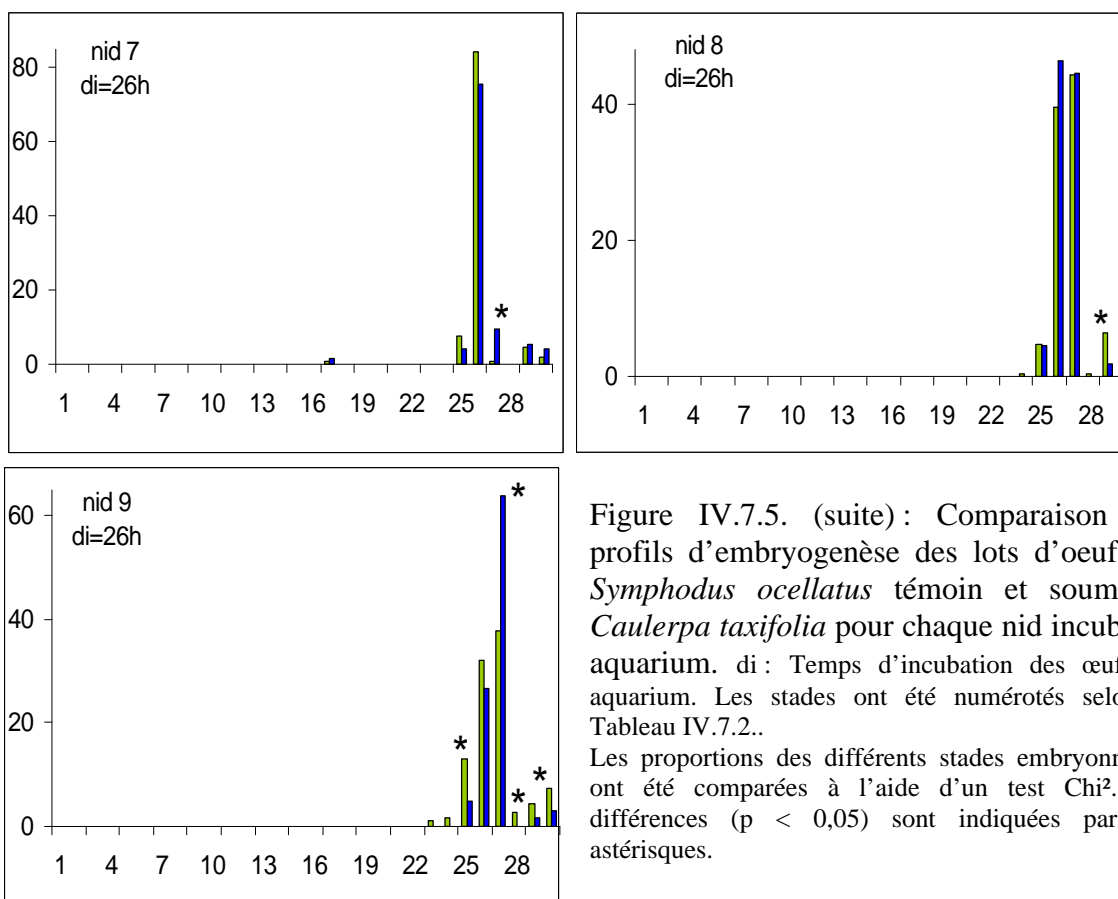 nid 7
di=26h
80
60
40
20
0
*
1 4 7 10 13 16 19 22 25 28
nid 8
di=26h
40
20
0
*
1 4 7 10 13 16 19 22 25 28
nid 9
di=26h
60
40
20
0
*
*
*
*
1 4 7 10 13 16 19 22 25 28
Figure IV.7.5. (suite) : Comparaison
profils d’embryogenèse des lots d’oeuf
Symphodus ocellatus témoin et soum
Caulerpa taxifolia pour chaque nid incub
aquarium. di : Temps d’incubation des œuf
aquarium. Les stades ont été numérotés selo
Tableau IV.7.2..
Les proportions des différents stades embryonn
ont été comparées à l’aide d’un test Chi².
différences (p < 0,05) sont indiquées par
astérisques.